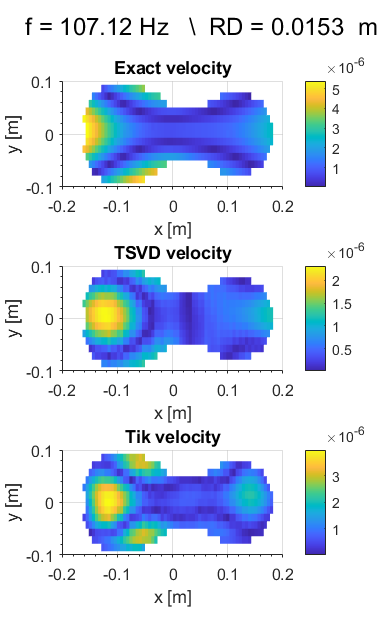 f = 107.12 Hz \ RD = 0.0153 m
Exact velocity
×10⁻⁶
0.1
0
-0.1
y [m]
5
4
3
2
1
-0.2 -0.1 0 0.1 0.2
x [m]
TSVD velocity
×10⁻⁶
0.1
0
-0.1
y [m]
2
1.5
1
0.5
-0.2 -0.1 0 0.1 0.2
x [m]
Tik velocity
×10⁻⁶
0.1
0
-0.1
y [m]
3
2
1
-0.2 -0.1 0 0.1 0.2
x [m]